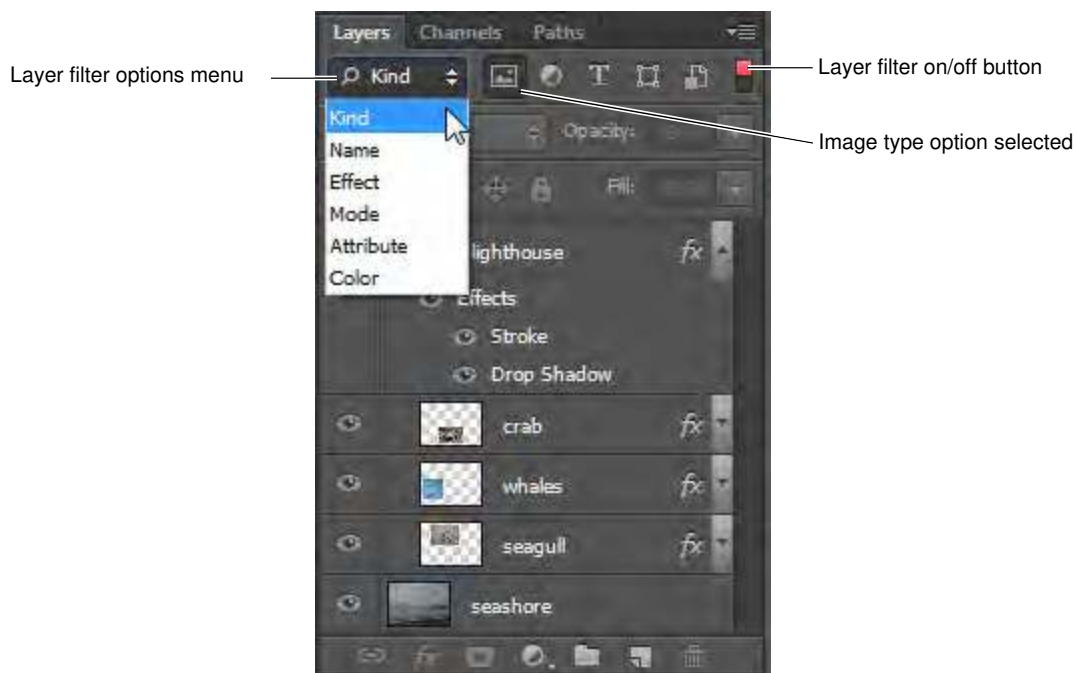 Layers Channels Paths
Layer filter options menu
Kind
T
Layer filter on/off button
Image type option selected
Kind
Name
Effect
Mode
Attribute
Color
Opacity:
Fill:
lighthouse fx
Effects
Stroke
Drop Shadow
crab fx
whales fx
seagull fx
seashore
fx